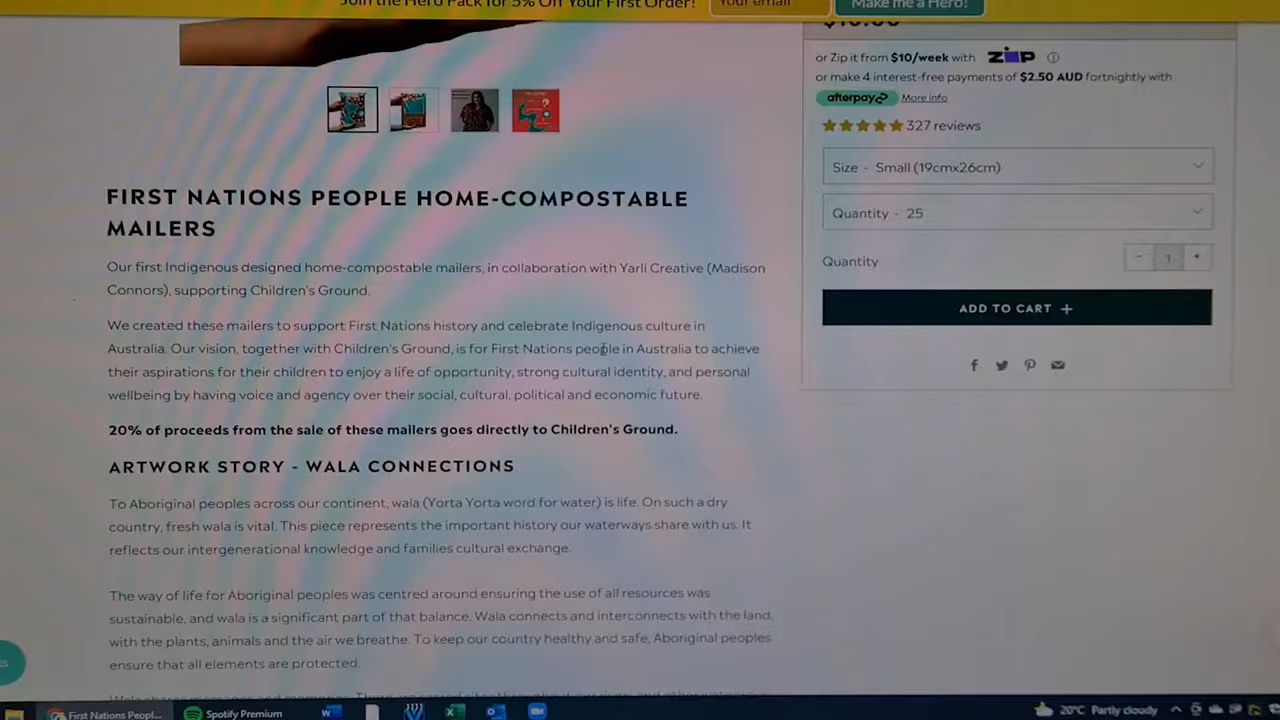 Join the Hero Pack for 5% Off Your First Order!
Your email
Make me a Hero!
$10.00
or Zip it from $10/week with ZIP
or make 4 interest-free payments of $2.50 AUD fortnightly with
afterpay More info
327 reviews
Size - Small (19cmx26cm)
Quantity - 25
Quantity
- 1 +
ADD TO CART +
FIRST NATIONS PEOPLE HOME-COMPOSTABLE
MAILERS
Our first Indigenous designed home-compostable mailers, in collaboration with Yarli Creative (Madison
Connors), supporting Children's Ground.
We created these mailers to support First Nations history and celebrate Indigenous culture in
Australia. Our vision, together with Children's Ground, is for First Nations people in Australia to achieve
their aspirations for their children to enjoy a life of opportunity, strong cultural identity, and personal
wellbeing by having voice and agency over their social, cultural, political and economic future.
20% of proceeds from the sale of these mailers goes directly to Children's Ground.
ARTWORK STORY - WALA CONNECTIONS
To Aboriginal peoples across our continent, wala (Yorta Yorta word for water) is life. On such a dry
country, fresh wala is vital. This piece represents the important history our waterways share with us. It
reflects our intergenerational knowledge and families cultural exchange.
The way of life for Aboriginal peoples was centred around ensuring the use of all resources was
sustainable, and wala is a significant part of that balance. Wala connects and interconnects with the land,
with the plants, animals and the air we breathe. To keep our country healthy and safe, Aboriginal peoples
ensure that all elements are protected.
First Nations Peopl...
Spotify Premium
20°C Partly cloudy